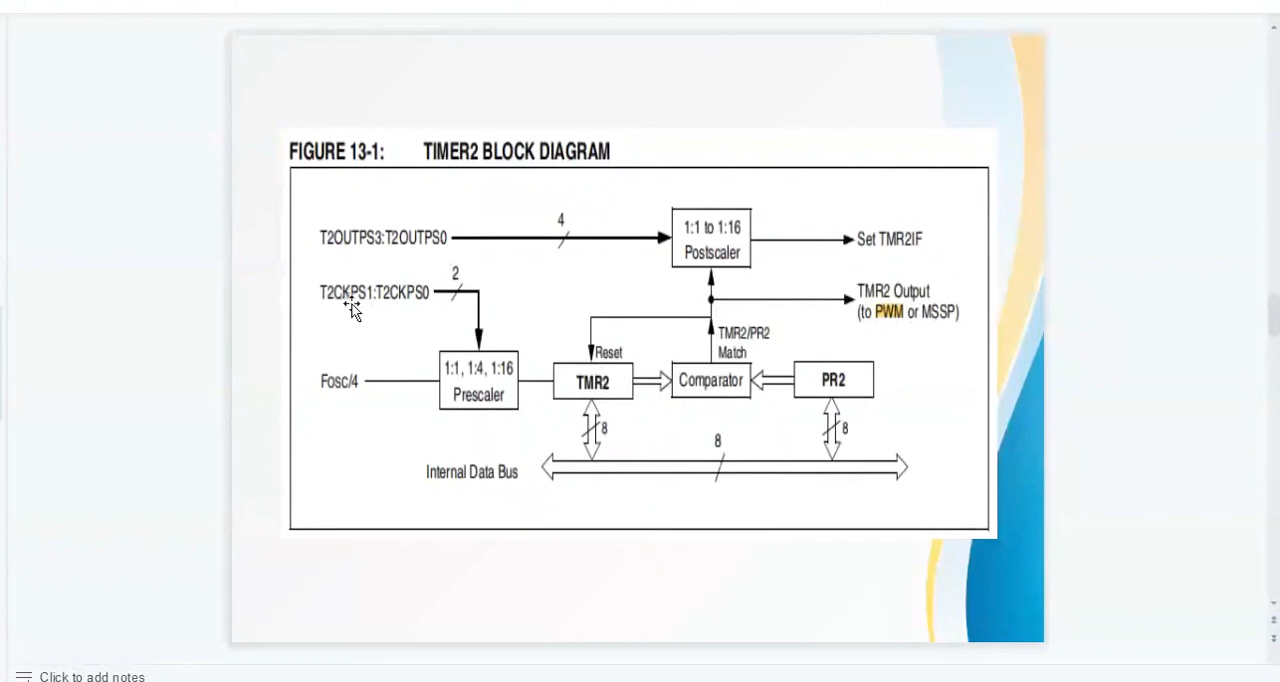 FIGURE 13-1: TIMER2 BLOCK DIAGRAM
T2OUTPS3:T2OUTPS0
4
1:1 to 1:16
Postscaler
Set TMR2IF
T2CKPS1:T2CKPS0
2
TMR2 Output
(to PWM or MSSP)
TMR2/PR2
Match
Reset
Fosc/4
1:1, 1:4, 1:16
Prescaler
TMR2
Comparator
PR2
8
8
8
Internal Data Bus
Click to add notes